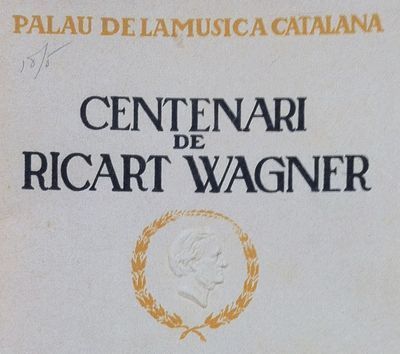 PALAU DE LA MUSICA CATALANA
CENTENARI
DE
RICART WAGNER